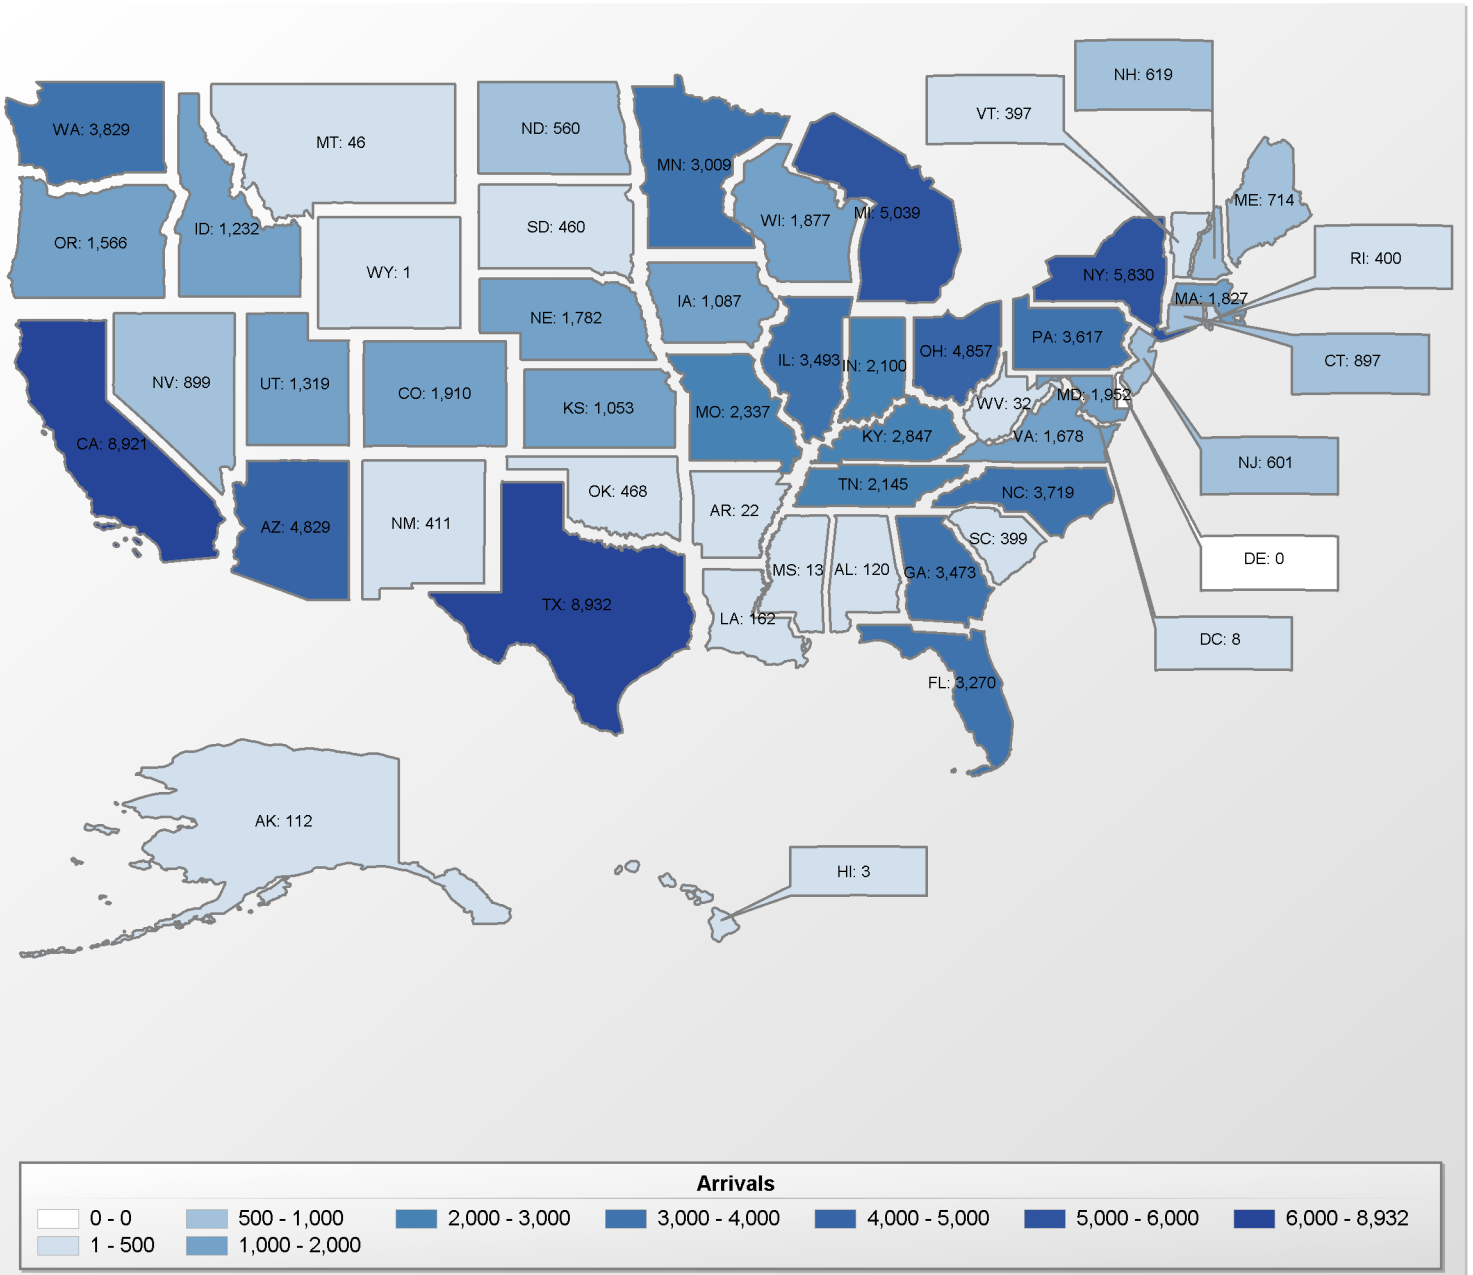 NH: 619
VT: 397
WA: 3,829
ND: 560
MT: 46
MN: 3,009
ME: 714
WI: 1,877
MI: 5,039
SD: 460
ID: 1,232
OR: 1,566
RI: 400
WY: 1
NY: 5,830
MA: 1,827
IA: 1,087
NE: 1,782
PA: 3,617
OH: 4,857
IL: 3,493
IN: 2,100
CT: 897
NV: 899
UT: 1,319
CO: 1,910
MD: 1,952
WV: 32
KS: 1,053
MO: 2,337
KY: 2,847
VA: 1,678
CA: 8,921
NJ: 601
TN: 2,145
OK: 468
NC: 3,719
AR: 22
AZ: 4,829
NM: 411
SC: 399
DE: 0
MS: 13
AL: 120
GA: 3,473
TX: 8,932
LA: 162
DC: 8
FL: 3,270
AK: 112
HI: 3
Arrivals
0 - 0
500 - 1,000
2,000 - 3,000
3,000 - 4,000
4,000 - 5,000
5,000 - 6,000
6,000 - 8,932
1 - 500
1,000 - 2,000